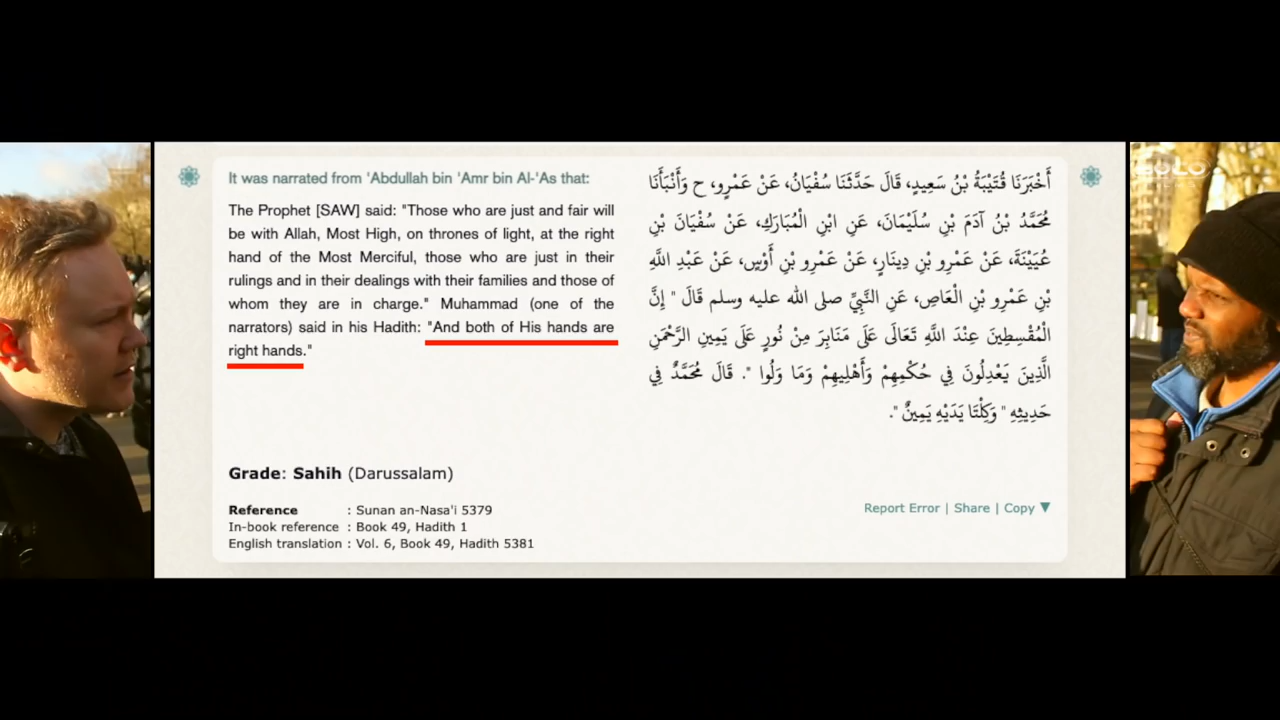 It was narrated from 'Abdullah bin 'Amr bin Al-'As that:
The Prophet [SAW] said: "Those who are just and fair will
be with Allah, Most High, on thrones of light, at the right
hand of the Most Merciful, those who are just in their
rulings and in their dealings with their families and those of
whom they are in charge." Muhammad (one of the
narrators) said in his Hadith: "And both of His hands are
right hands."
أَخْبَرَنَا قُتَيْبَةُ بْنُ سَعِيدٍ، قَالَ حَدَّثَنَا سُفْيَانُ، عَنْ عَمْرٍو، ح وَأَنْبَأَنَا
مُحَمَّدُ بْنُ آدَمَ بْنِ سُلَيْمَانَ، عَنِ ابْنِ الْمُبَارَكِ، عَنْ سُفْيَانَ بْنِ
عُيَيْنَةَ، عَنْ عَمْرِو بْنِ دِينَارٍ، عَنْ عَمْرِو بْنِ أَوْسٍ، عَنْ عَبْدِ اللَّهِ
بْنِ عَمْرِو بْنِ الْعَاصِ، عَنِ النَّبِيِّ صلى الله عليه وسلم قَالَ " إِنَّ
الْمُقْسِطِينَ عِنْدَ اللَّهِ تَعَالَى عَلَى مَنَابِرَ مِنْ نُورٍ عَلَى يَمِينِ الرَّحْمَنِ
الَّذِينَ يَعْدِلُونَ فِي حُكْمِهِمْ وَأَهْلِيهِمْ وَمَا وَلُوا " . قَالَ مُحَمَّدٌ فِي
حَدِيثِهِ " وَكِلْتَا يَدَيْهِ يَمِينٌ " .
Grade: Sahih (Darussalam)
Reference : Sunan an-Nasa'i 5379
In-book reference : Book 49, Hadith 1
English translation : Vol. 6, Book 49, Hadith 5381
Report Error | Share | Copy ▼